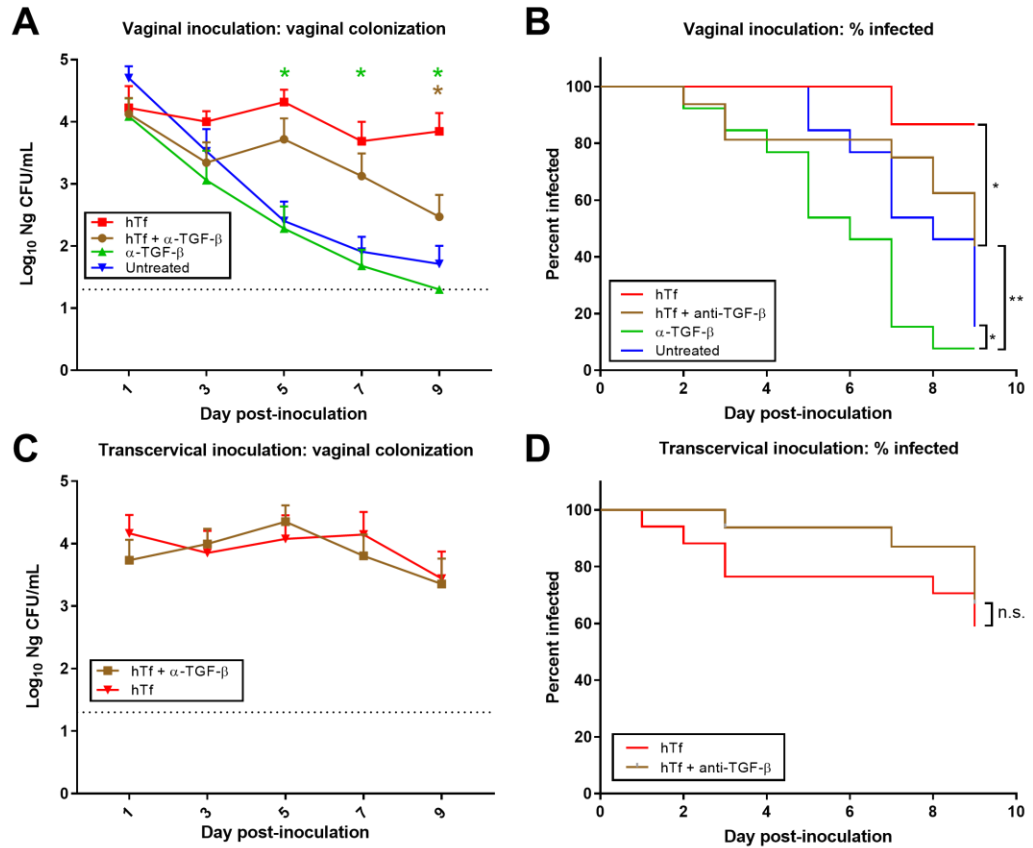 A
Vaginal inoculation: vaginal colonization
Log₁₀ Ng CFU/mL
5
4
3
2
1
0
* * *
*
hTf
hTf + α-TGF-β
α-TGF-β
Untreated
1 3 5 7 9
Day post-inoculation
B
Vaginal inoculation: % infected
Percent infected
100
80
60
40
20
0
*
**
*
hTf
hTf + anti-TGF-β
α-TGF-β
Untreated
0 2 4 6 8 10
Day post-inoculation
C
Transcervical inoculation: vaginal colonization
Log₁₀ Ng CFU/mL
5
4
3
2
1
0
hTf + α-TGF-β
hTf
1 3 5 7 9
Day post-inoculation
D
Transcervical inoculation: % infected
Percent infected
100
80
60
40
20
0
n.s.
hTf
hTf + anti-TGF-β
0 2 4 6 8 10
Day post-inoculation